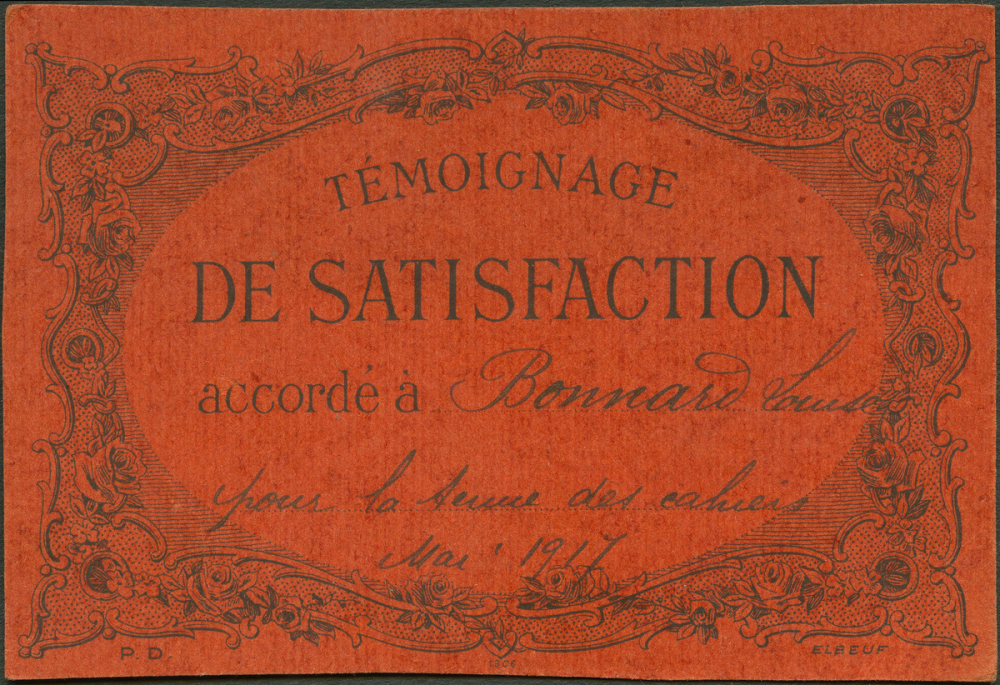 TÉMOIGNAGE
DE SATISFACTION
accordé à Bonnard Louise
pour la tenue des cahiers
Mai 1917
P. D.
ELBEUF